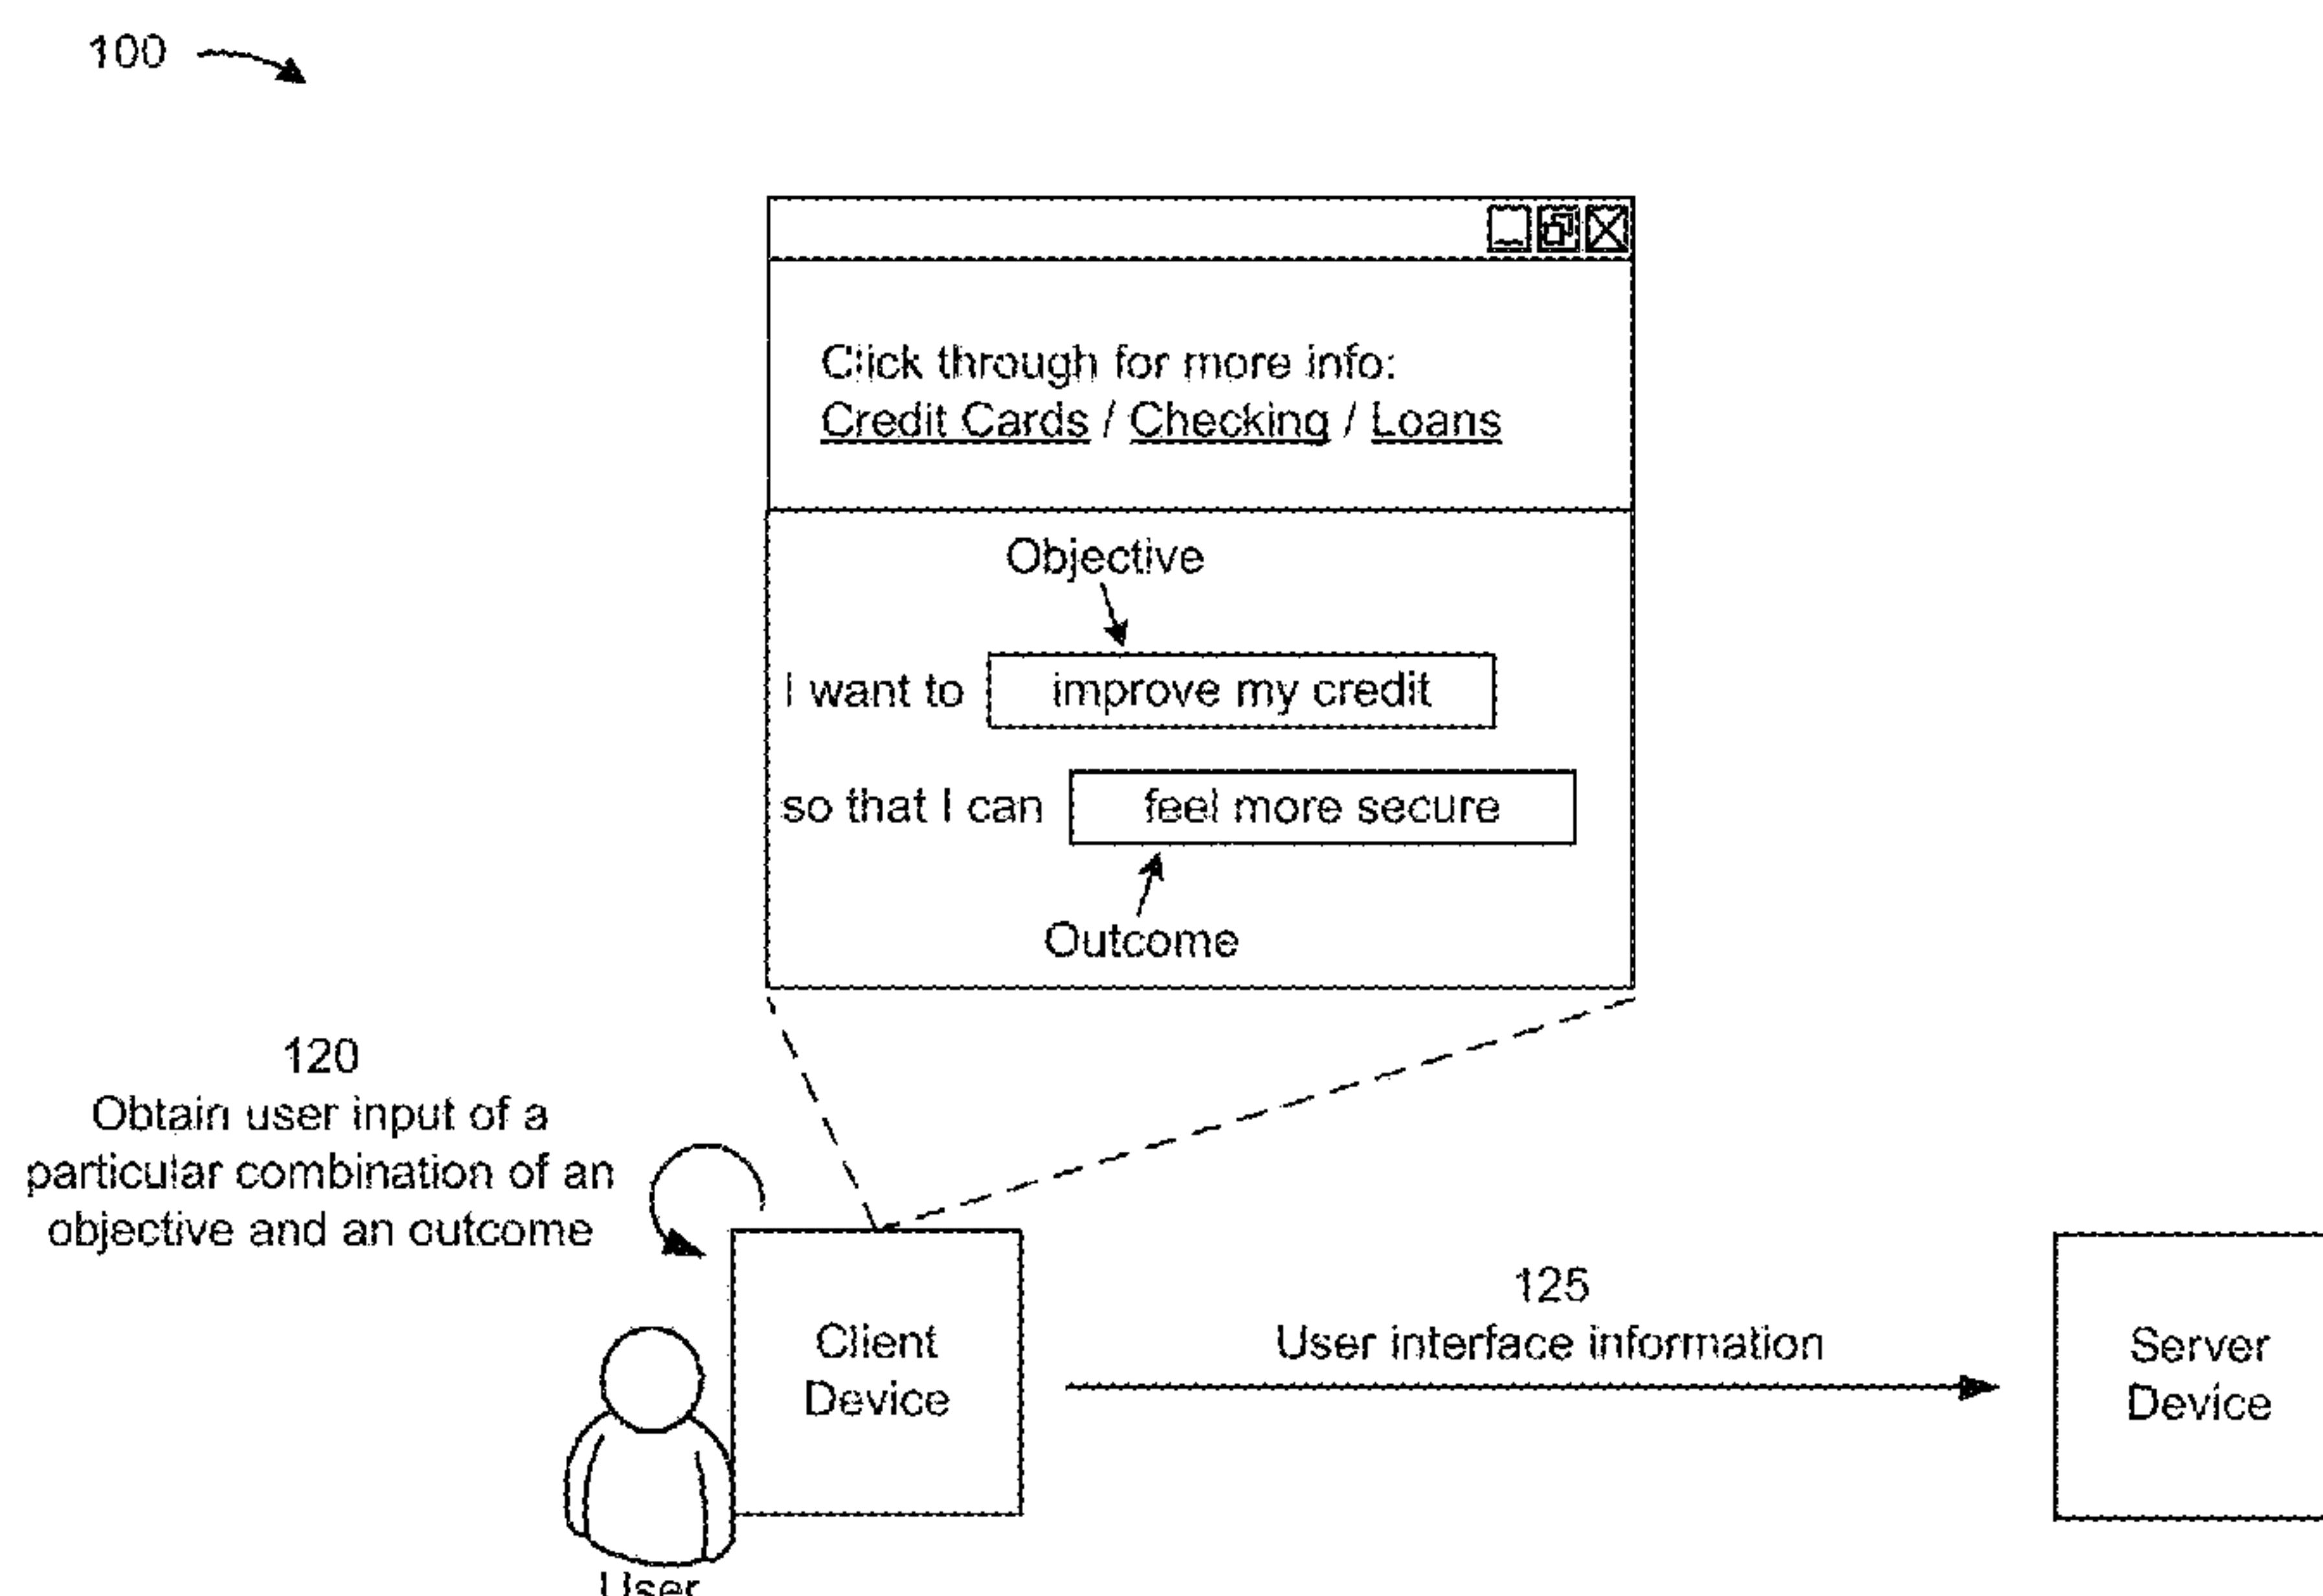 100
Click through for more info:
Credit Cards / Checking / Loans
Objective
I want to improve my credit
so that I can feel more secure
Outcome
120
Obtain user input of a
particular combination of an
objective and an outcome
Client
Device
125
User interface information
Server
Device
User